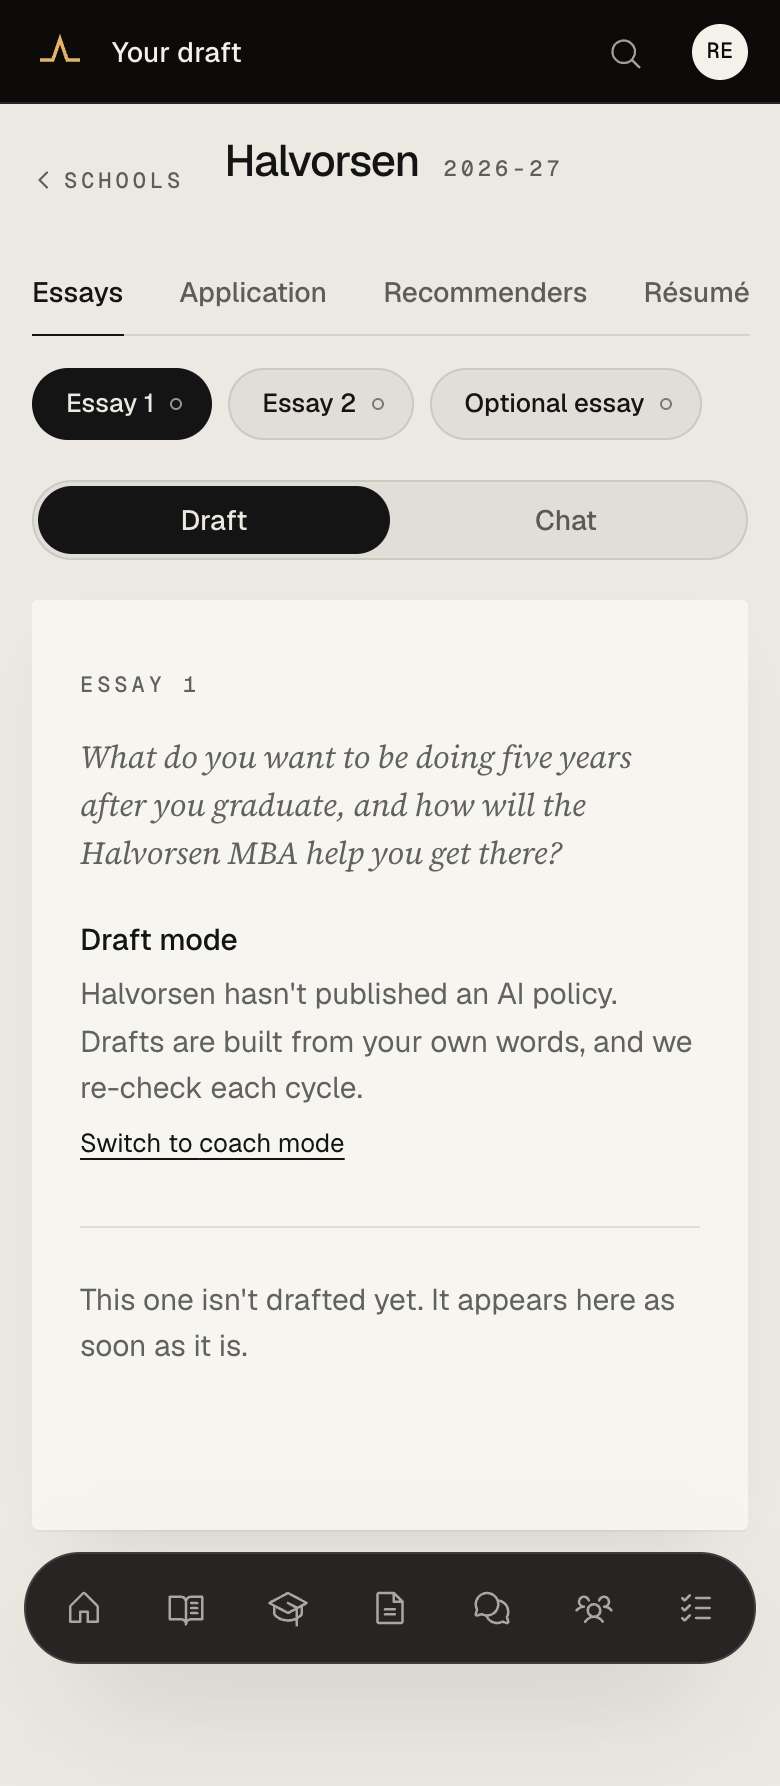 Your draft
RE
SCHOOLS
Halvorsen 2026-27
Essays Application Recommenders Résumé
Essay 1 Essay 2 Optional essay
Draft Chat
ESSAY 1
What do you want to be doing five years
after you graduate, and how will the
Halvorsen MBA help you get there?
Draft mode
Halvorsen hasn't published an AI policy.
Drafts are built from your own words, and we
re-check each cycle.
Switch to coach mode
This one isn't drafted yet. It appears here as
soon as it is.